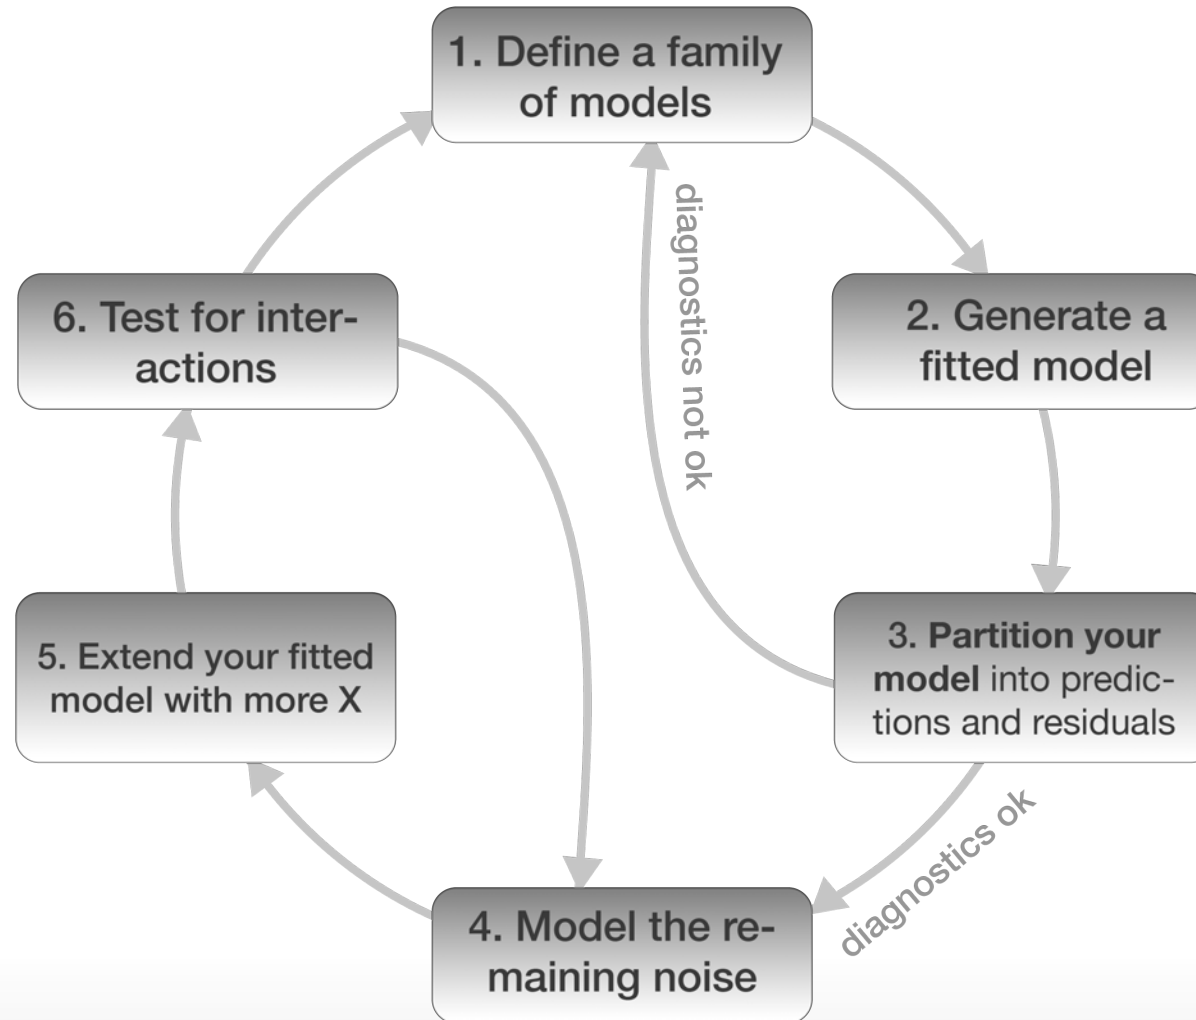 1. Define a family
of models
2. Generate a
fitted model
3. Partition your
model into predic-
tions and residuals
diagnostics not ok
diagnostics ok
4. Model the re-
maining noise
5. Extend your fitted
model with more X
6. Test for inter-
actions